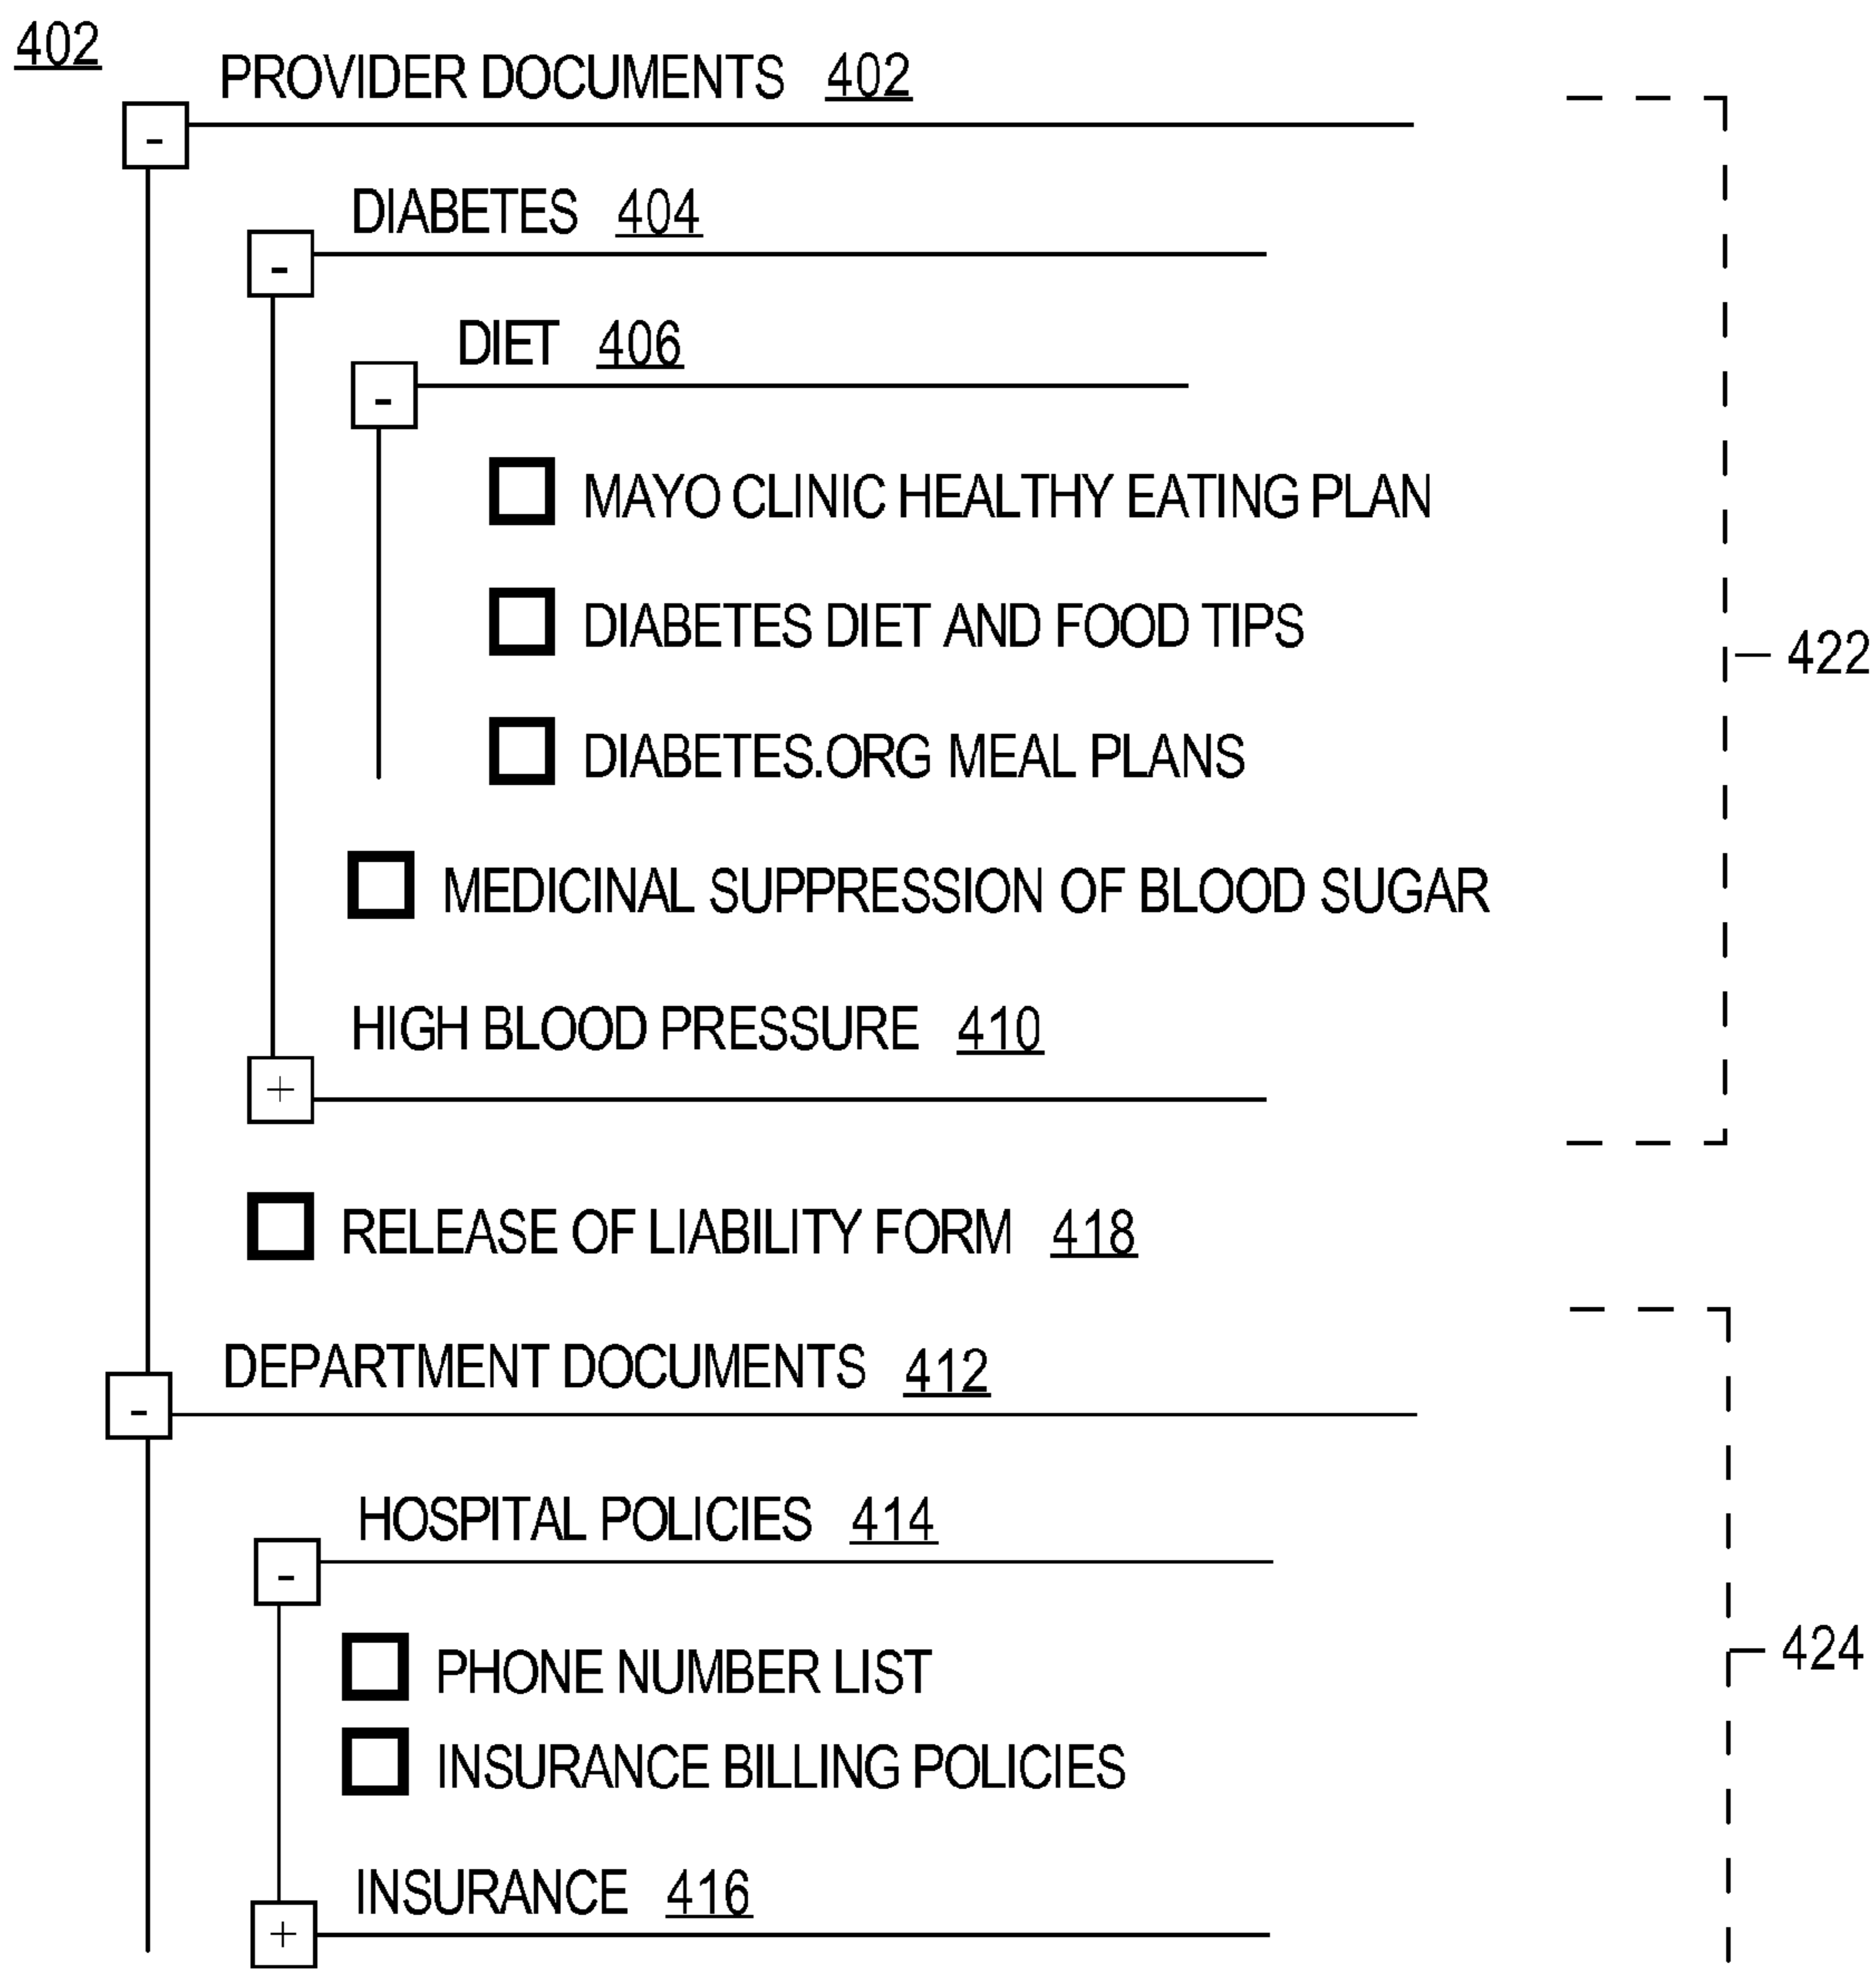 402
PROVIDER DOCUMENTS 402
-
DIABETES 404
-
DIET 406
-
MAYO CLINIC HEALTHY EATING PLAN
DIABETES DIET AND FOOD TIPS
422
DIABETES.ORG MEAL PLANS
MEDICINAL SUPPRESSION OF BLOOD SUGAR
HIGH BLOOD PRESSURE 410
+
RELEASE OF LIABILITY FORM 418
DEPARTMENT DOCUMENTS 412
-
HOSPITAL POLICIES 414
-
PHONE NUMBER LIST
424
INSURANCE BILLING POLICIES
INSURANCE 416
+